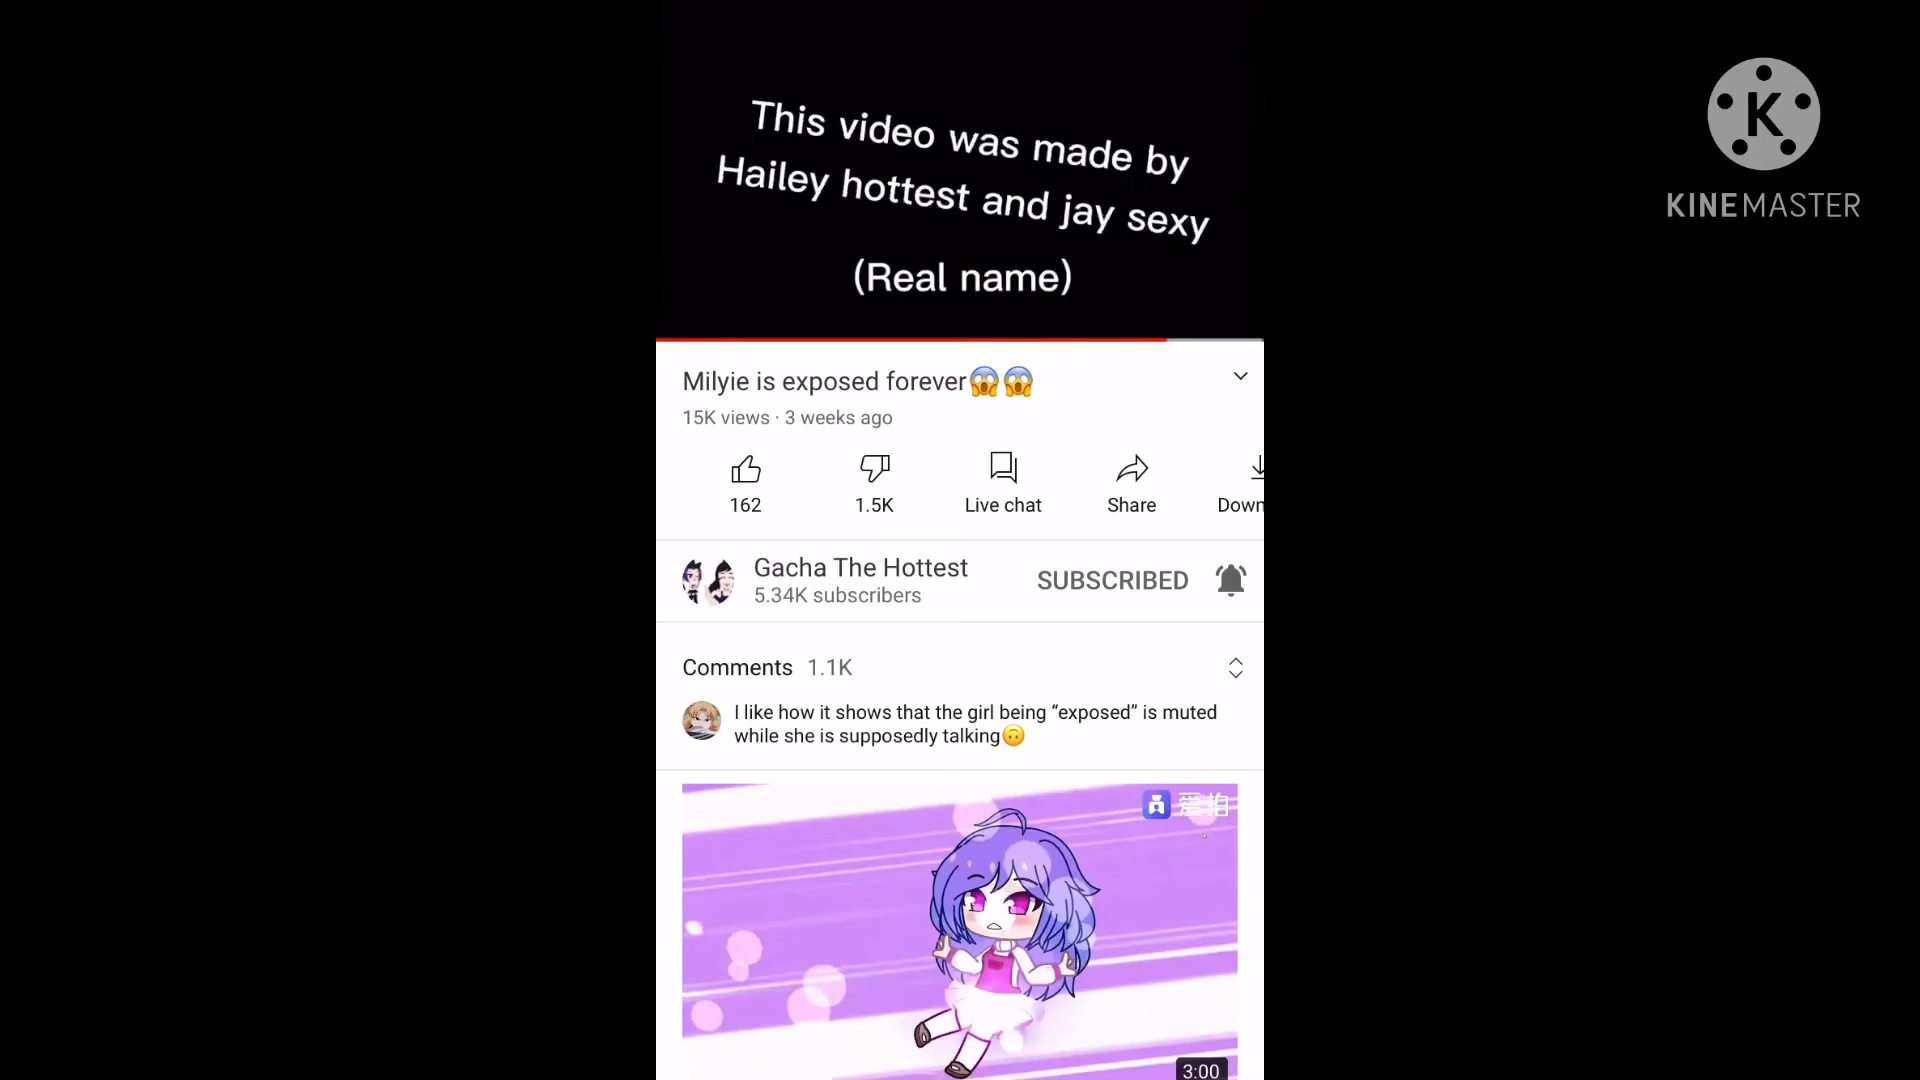 This video was made by
Hailey hottest and jay sexy
(Real name)
K
KINEMASTER
Milyie is exposed forever😱😱
15K views · 3 weeks ago
162
1.5K
Live chat
Share
Down
Gacha The Hottest
5.34K subscribers
SUBSCRIBED
Comments 1.1K
I like how it shows that the girl being “exposed” is muted
while she is supposedly talking🙃
爱拍
3:00